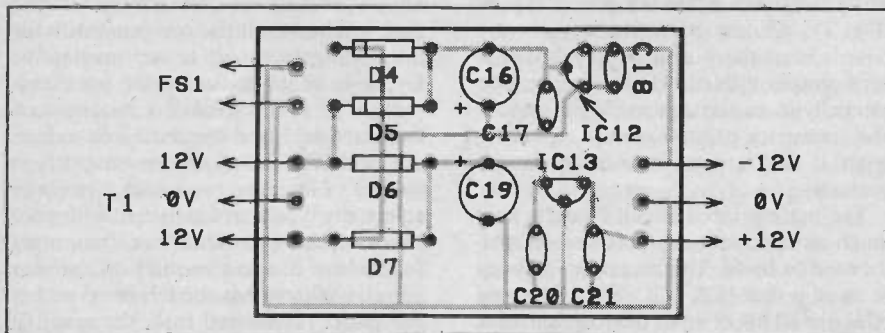 D4
C16
C18
FS1
+
D5
C17
IC12
+
IC13
12V
D6
-12V
T1
0V
C19
0V
12V
+12V
D7
C20
C21